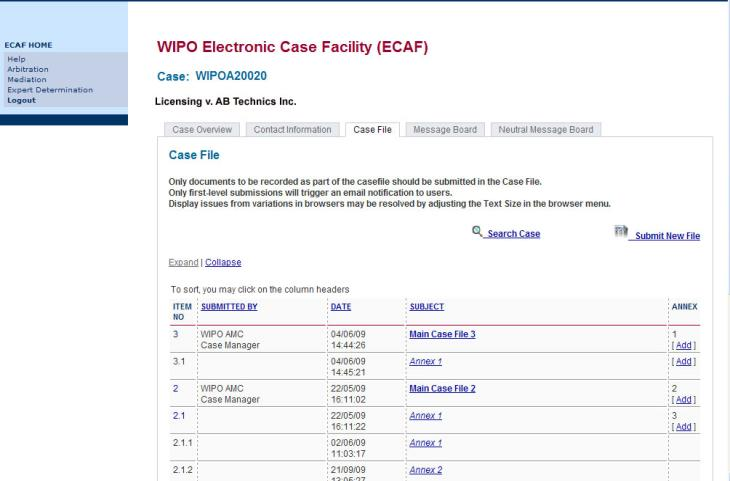 ECAF HOME
Help
Arbitration
Mediation
Expert Determination
Logout
WIPO Electronic Case Facility (ECAF)
Case: WIPOA20020
Licensing v. AB Technics Inc.
Case Overview Contact Information Case File Message Board Neutral Message Board
Case File
Only documents to be recorded as part of the casefile should be submitted in the Case File.
Only first-level submissions will trigger an email notification to users.
Display issues from variations in browsers may be resolved by adjusting the Text Size in the browser menu.
Search Case Submit New File
Expand | Collapse
To sort, you may click on the column headers
ITEM NO SUBMITTED BY DATE SUBJECT ANNEX
3 WIPO AMC 04/06/09 Main Case File 3 1
Case Manager 14:44:26 [ Add ]
3.1 04/06/09 Annex 1 [ Add ]
14:45:21
2 WIPO AMC 22/05/09 Main Case File 2 2
Case Manager 16:11:02 [ Add ]
2.1 22/05/09 Annex 1 3
16:11:22 [ Add ]
2.1.1 02/06/09 Annex 1
11:03:17
2.1.2 21/09/09 Annex 2